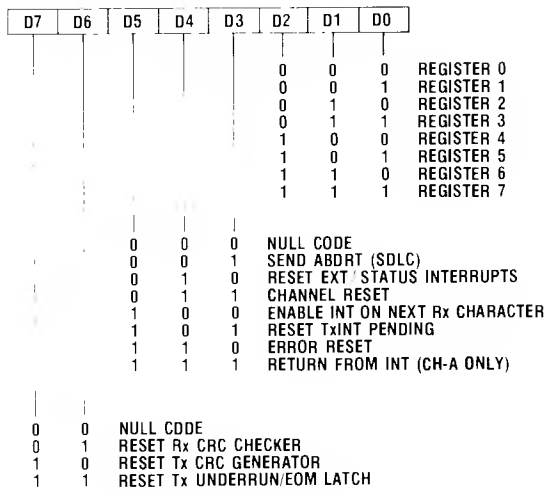 D7 D6 D5 D4 D3 D2 D1 D0
0 0 0 REGISTER 0
0 0 1 REGISTER 1
0 1 0 REGISTER 2
0 1 1 REGISTER 3
1 0 0 REGISTER 4
1 0 1 REGISTER 5
1 1 0 REGISTER 6
1 1 1 REGISTER 7
0 0 0 NULL CODE
0 0 1 SEND ABDRT (SDLC)
0 1 0 RESET EXT/STATUS INTERRUPTS
0 1 1 CHANNEL RESET
1 0 0 ENABLE INT ON NEXT Rx CHARACTER
1 0 1 RESET TxINT PENDING
1 1 0 ERROR RESET
1 1 1 RETURN FROM INT (CH-A ONLY)
0 0 NULL CDDE
0 1 RESET Rx CRC CHECKER
1 0 RESET Tx CRC GENERATOR
1 1 RESET Tx UNDERRUN/EOM LATCH